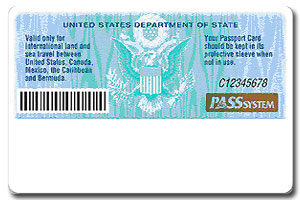 UNITED STATES DEPARTMENT OF STATE
Valid only for
international land and
sea travel between
United States, Canada,
Mexico, the Caribbean
and Bermuda.
Your Passport Card
should be kept in its
protective sleeve when
not in use.
C12345678
PASS SYSTEM